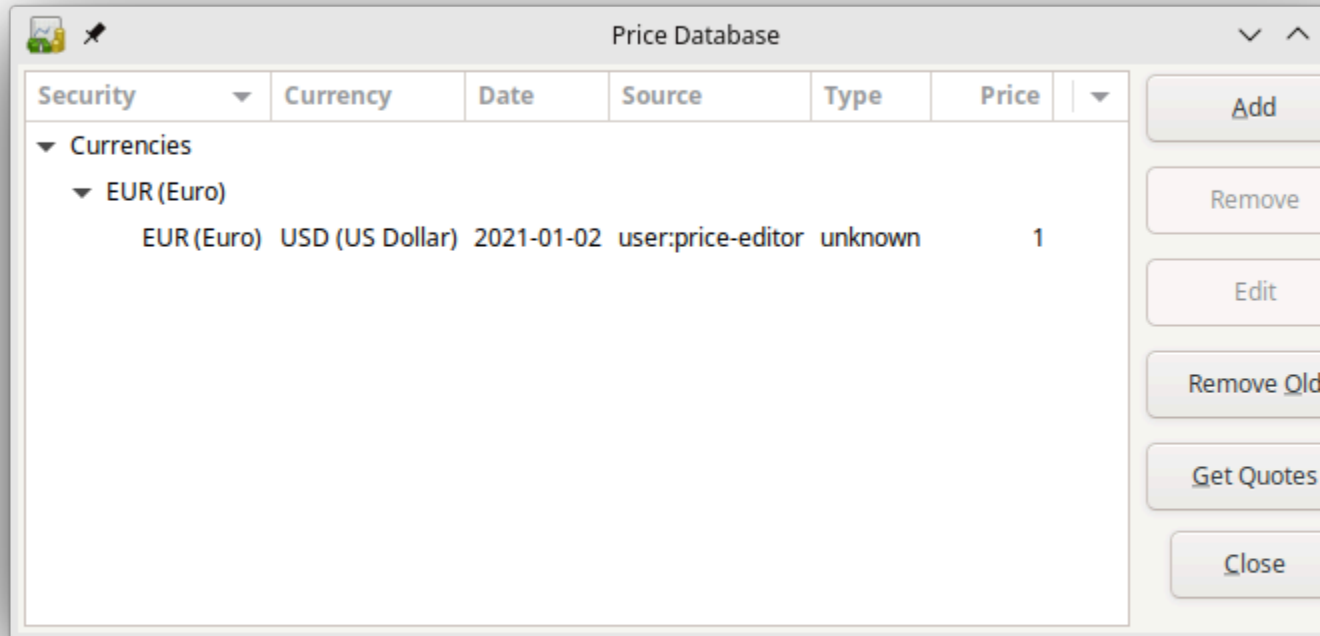 Price Database
Security Currency Date Source Type Price
Currencies
EUR (Euro)
EUR (Euro) USD (US Dollar) 2021-01-02 user:price-editor unknown 1
Add
Remove
Edit
Remove Old
Get Quotes
Close